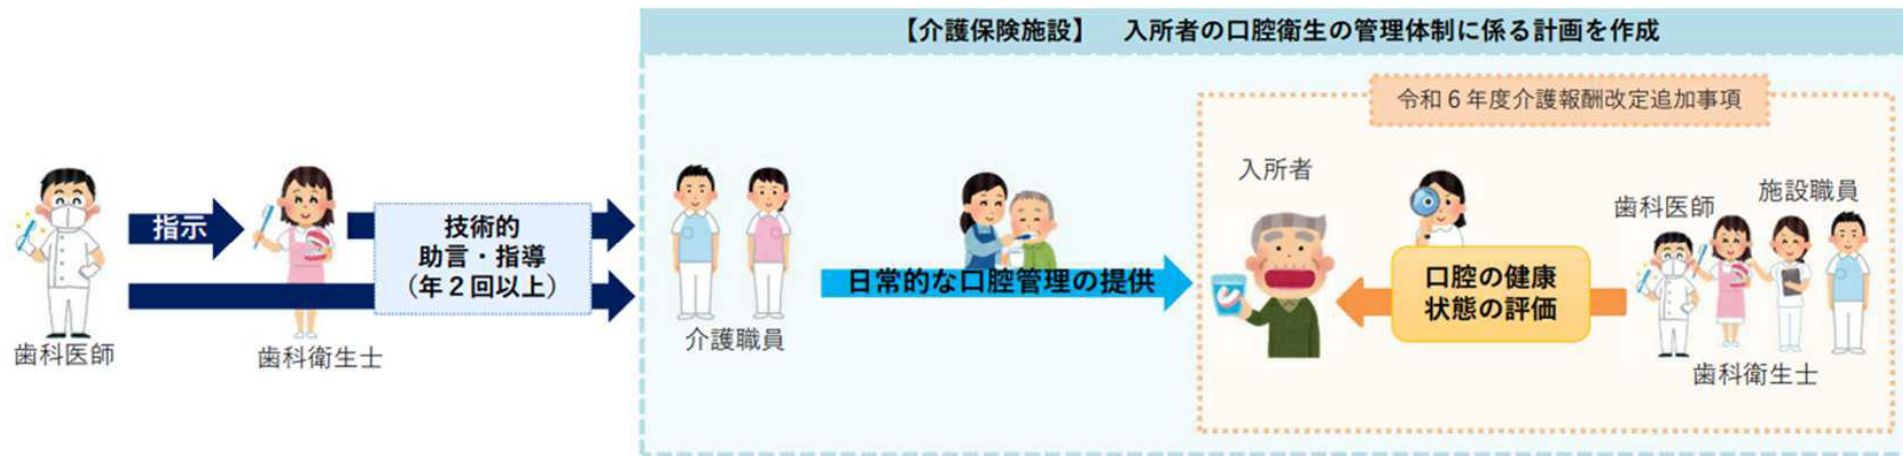 【介護保険施設】 入所者の口腔衛生の管理体制に係る計画を作成
令和6年度介護報酬改定追加事項
歯科医師
指示
歯科衛生士
技術的
助言・指導
（年2回以上）
介護職員
日常的な口腔管理の提供
入所者
口腔の健康
状態の評価
歯科医師
施設職員
歯科衛生士